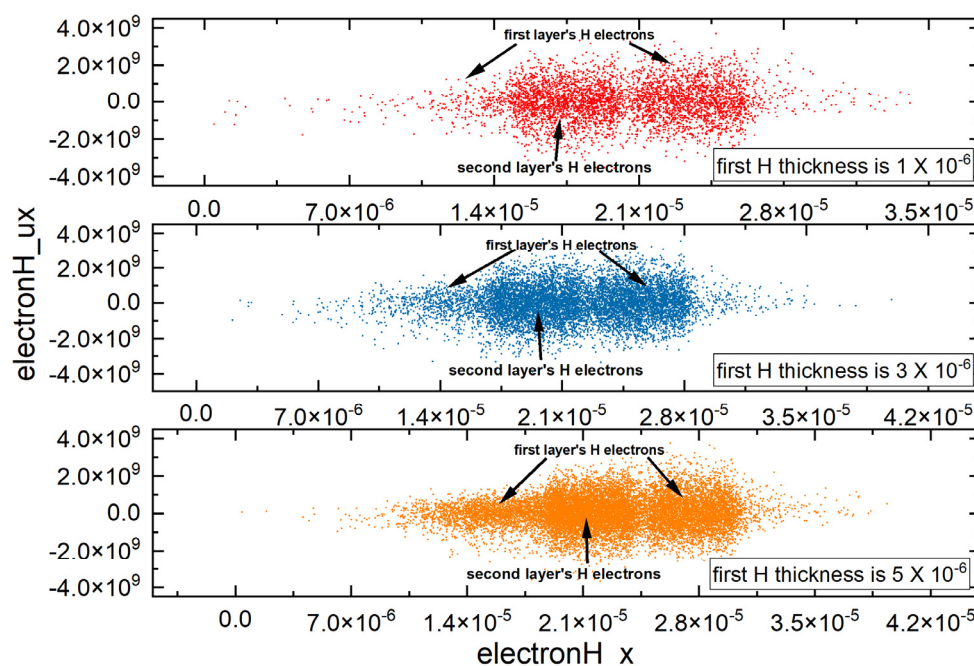 4.0×10⁹
2.0×10⁹
0.0
-2.0×10⁹
-4.0×10⁹
first layer's H electrons
second layer's H electrons
first H thickness is 1 X 10⁻⁶
0.0 7.0×10⁻⁶ 1.4×10⁻⁵ 2.1×10⁻⁵ 2.8×10⁻⁵ 3.5×10⁻⁵
electronH_ux
4.0×10⁹
2.0×10⁹
0.0
-2.0×10⁹
-4.0×10⁹
first layer's H electrons
second layer's H electrons
first H thickness is 3 X 10⁻⁶
0.0 7.0×10⁻⁶ 1.4×10⁻⁵ 2.1×10⁻⁵ 2.8×10⁻⁵ 3.5×10⁻⁵ 4.2×10⁻⁵
4.0×10⁹
2.0×10⁹
0.0
-2.0×10⁹
-4.0×10⁹
first layer's H electrons
second layer's H electrons
first H thickness is 5 X 10⁻⁶
0.0 7.0×10⁻⁶ 1.4×10⁻⁵ 2.1×10⁻⁵ 2.8×10⁻⁵ 3.5×10⁻⁵ 4.2×10⁻⁵
electronH_x